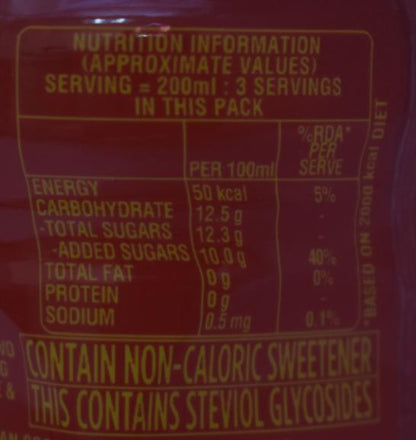 NUTRITION INFORMATION
(APPROXIMATE VALUES)
SERVING = 200ml : 3 SERVINGS
IN THIS PACK
PER 100ml %RDA* PER SERVE
ENERGY 50 kcal 5%
CARBOHYDRATE 12.5 g -
-TOTAL SUGARS 12.3 g -
-ADDED SUGARS 10.0 g 40%
TOTAL FAT 0 g 0%
PROTEIN 0 g -
SODIUM 0.5 mg 0.1%
*BASED ON 2000 kcal DIET
CONTAIN NON-CALORIC SWEETENER
THIS CONTAINS STEVIOL GLYCOSIDES